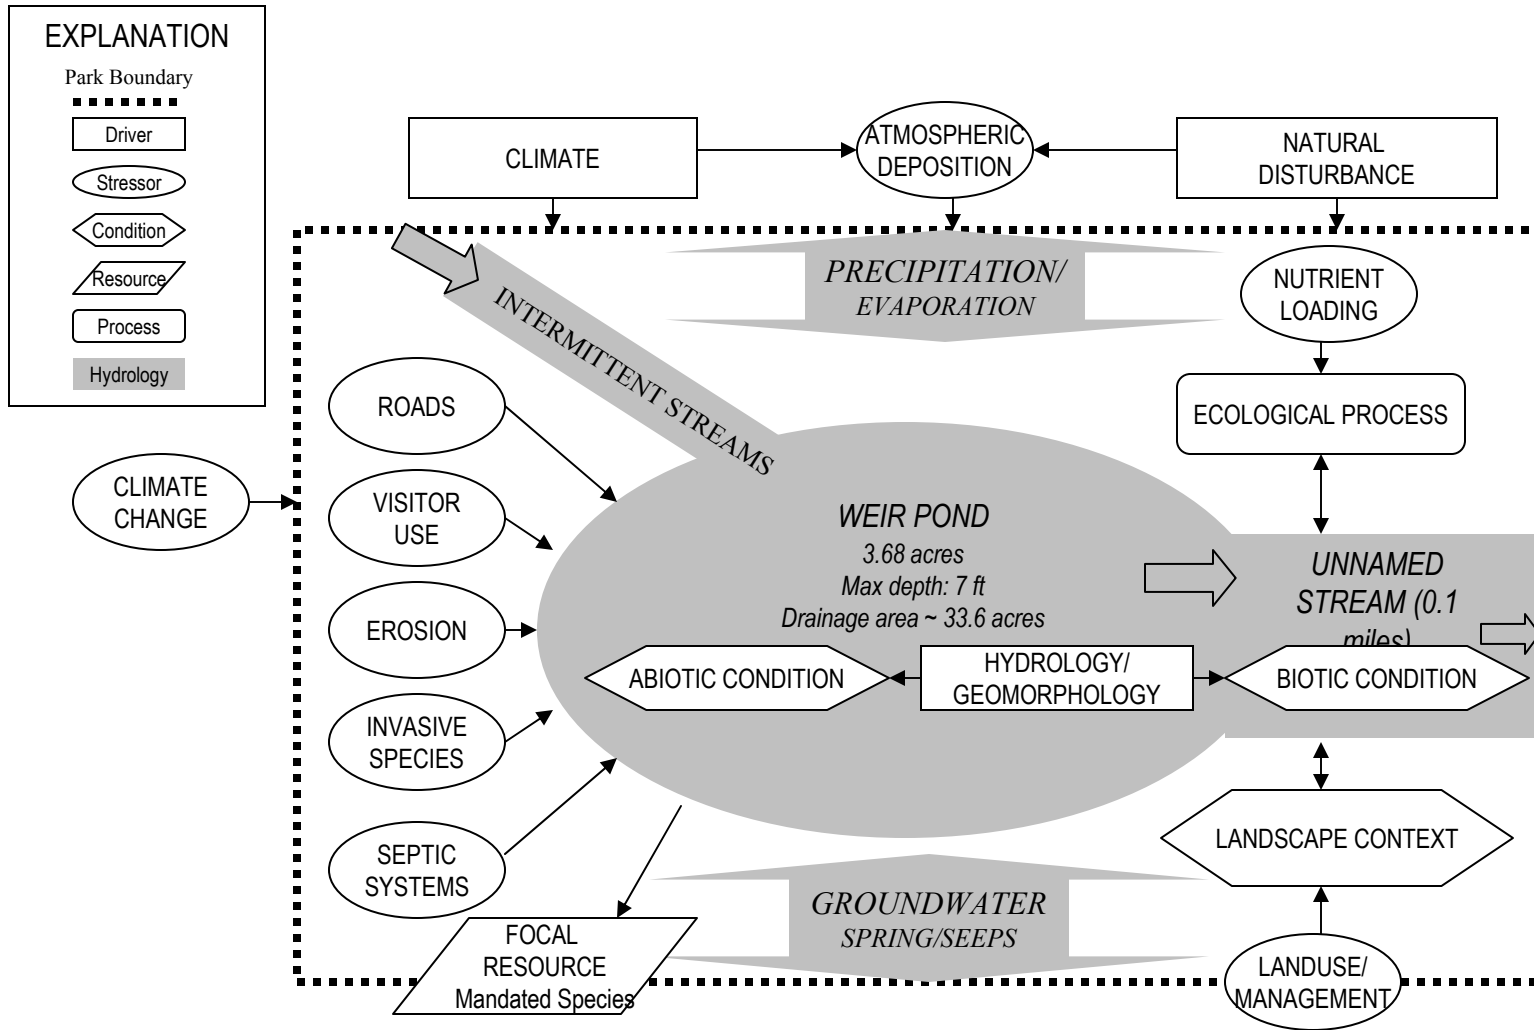 EXPLANATION
Park Boundary
Driver
Stressor
Condition
Resource
Process
Hydrology
CLIMATE
ATMOSPHERIC
DEPOSITION
NATURAL
DISTURBANCE
PRECIPITATION/
EVAPORATION
NUTRIENT
LOADING
INTERMITTENT STREAMS
ROADS
ECOLOGICAL PROCESS
CLIMATE
CHANGE
VISITOR
USE
WEIR POND
3.68 acres
Max depth: 7 ft
Drainage area ~ 33.6 acres
UNNAMED
STREAM (0.1
miles)
EROSION
ABIOTIC CONDITION
HYDROLOGY/
GEOMORPHOLOGY
BIOTIC CONDITION
INVASIVE
SPECIES
SEPTIC
SYSTEMS
LANDSCAPE CONTEXT
GROUNDWATER
SPRING/SEEPS
FOCAL
RESOURCE
Mandated Species
LANDUSE/
MANAGEMENT